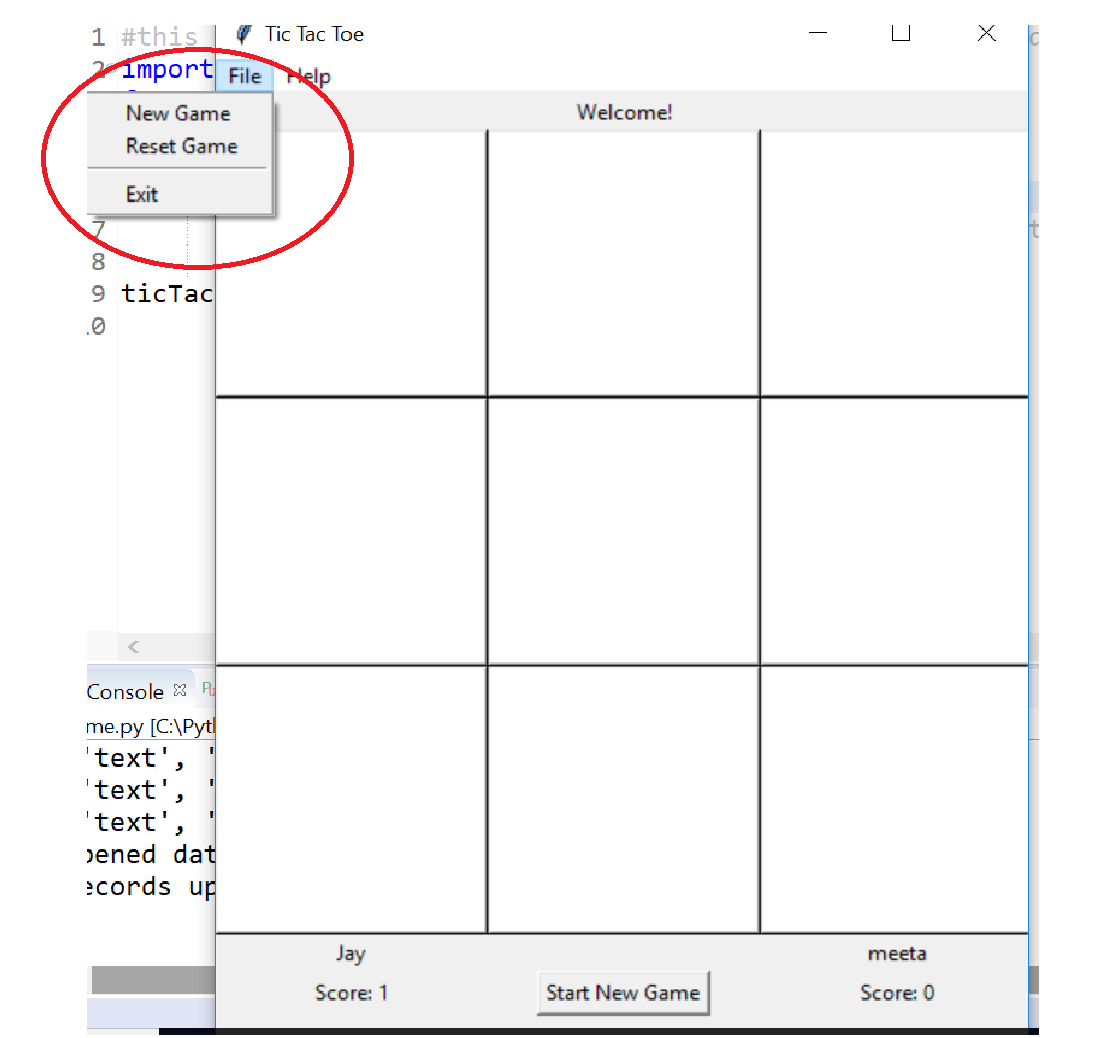 1 #this
Tic Tac Toe
2 import
File Help
New Game
Welcome!
Reset Game
Exit
7
8
9 ticTac
Console
me.py [C:\Pyt
'text', '
'text', '
'text', '
pened dat
ecords up
Jay meeta
Score: 1 Start New Game Score: 0